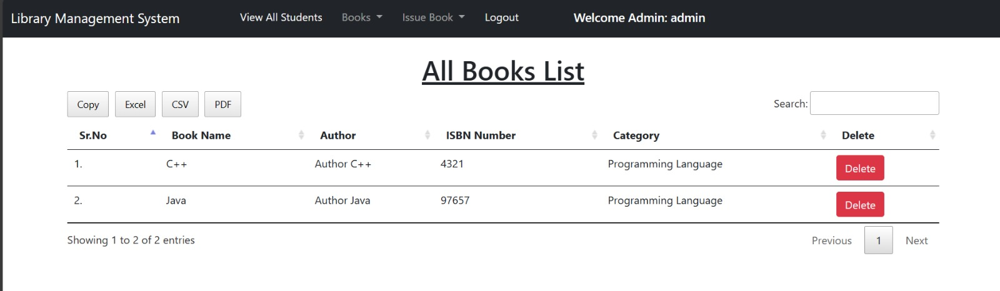 Library Management System View All Students Books Issue Book Logout Welcome Admin: admin
All Books List
Copy Excel CSV PDF Search:
Sr.No Book Name Author ISBN Number Category Delete
1. C++ Author C++ 4321 Programming Language Delete
2. Java Author Java 97657 Programming Language Delete
Showing 1 to 2 of 2 entries Previous 1 Next